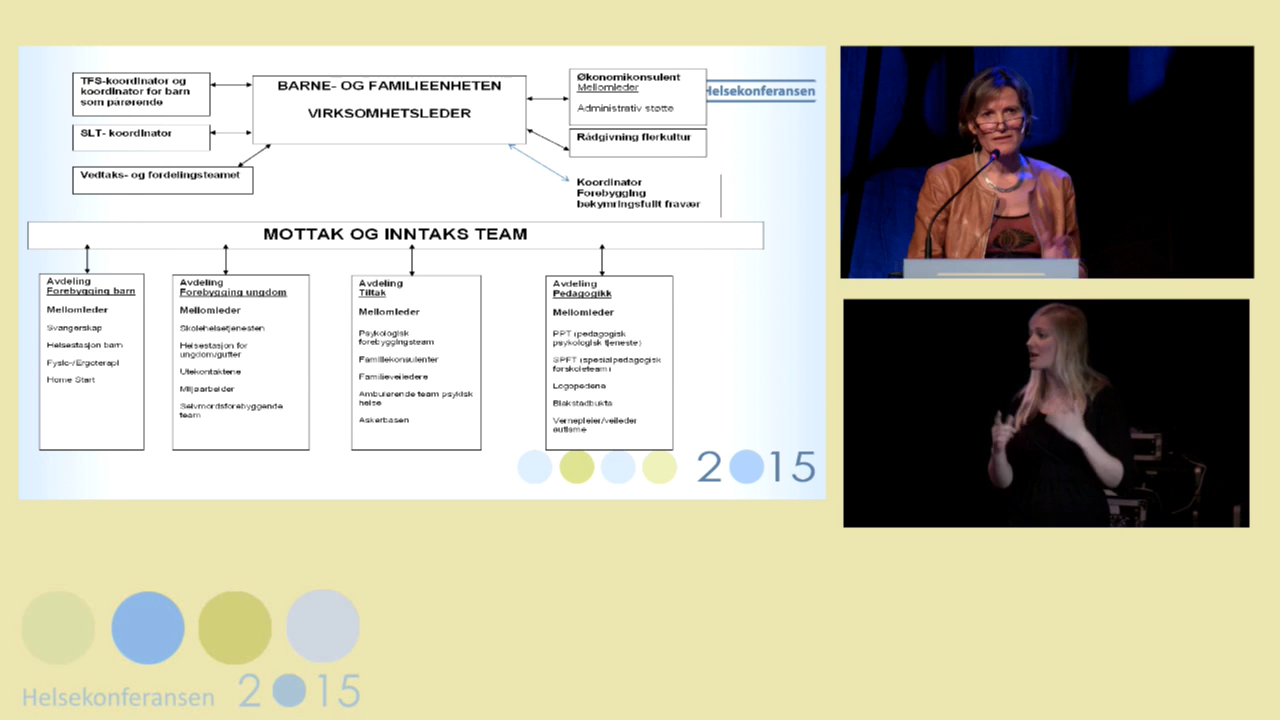 TFS-koordinator og
koordinator for barn
som pårørende
SLT- koordinator
Vedtaks- og fordelingsteamet
BARNE- OG FAMILIEENHETEN
VIRKSOMHETSLEDER
Økonomikonsulent
Mellomleder
Administrativ støtte
Rådgivning flerkultur
Helsekonferansen
Koordinator
Forebygging
bekymringsfullt fravær
MOTTAK OG INNTAKS TEAM
Avdeling
Forebygging barn
Mellomleder
Svangerskap
Helsestasjon barn
Fysio-/Ergoterapi
Home Start
Avdeling
Forebygging ungdom
Mellomleder
Skolehelsetjenesten
Helsestasjon for
ungdom/gutter
Utekontaktene
Miljøarbeider
Selvmordsforebyggende
team
Avdeling
Tiltak
Mellomleder
Psykologisk
forebyggingsteam
Familiekonsulenter
Familieveiledere
Ambulerende team psykisk
helse
Askerbasen
Avdeling
Pedagogikk
Mellomleder
PPT (pedagogisk
psykologisk tjeneste)
SPFT (spesialpedagogisk
førskoleteam)
Logopedene
Blakstadbukta
Vernepleier/veileder
autisme
2015
Helsekonferansen 2015